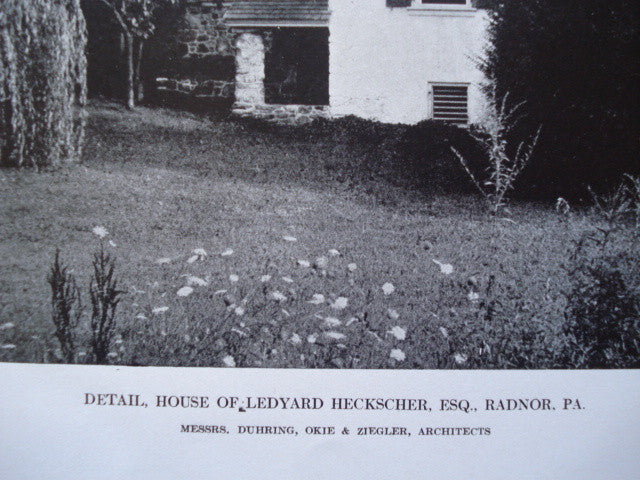 DETAIL, HOUSE OF LEDYARD HECKSCHER, ESQ., RADNOR, PA.
MESSRS. DUHRING, OKIE & ZIEGLER, ARCHITECTS